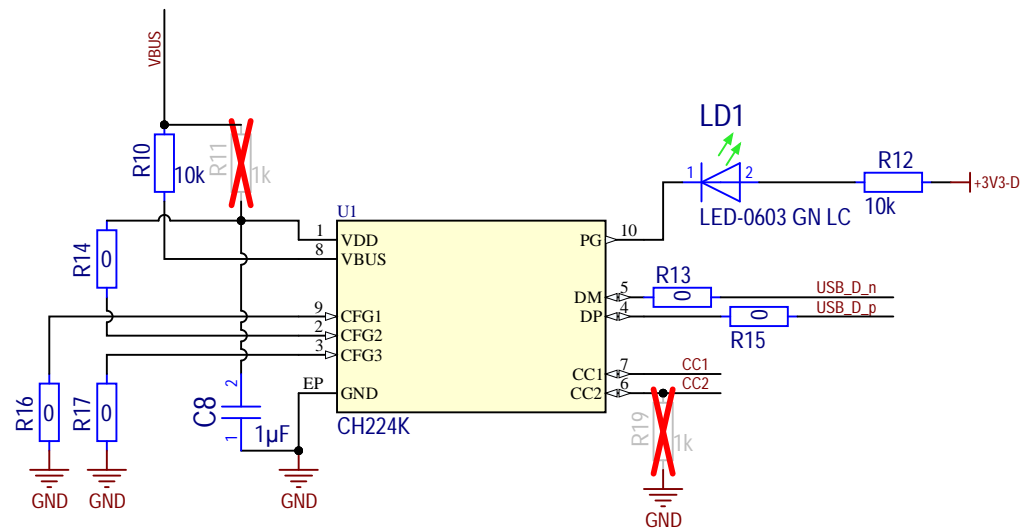 VBUS
R10
10k
R11
1k
LD1
1
2
LED-0603 GN LC
R12
10k
+3V3-D
R14
0
U1
1
VDD
8
VBUS
9
CFG1
2
CFG2
3
CFG3
EP
GND
PG
10
DM
5
DP
4
CC1
7
CC2
6
CH224K
R13
0
USB_D_n
R15
0
USB_D_p
CC1
CC2
R16
0
R17
0
C8
2
1
1µF
R19
1k
GND
GND
GND
GND